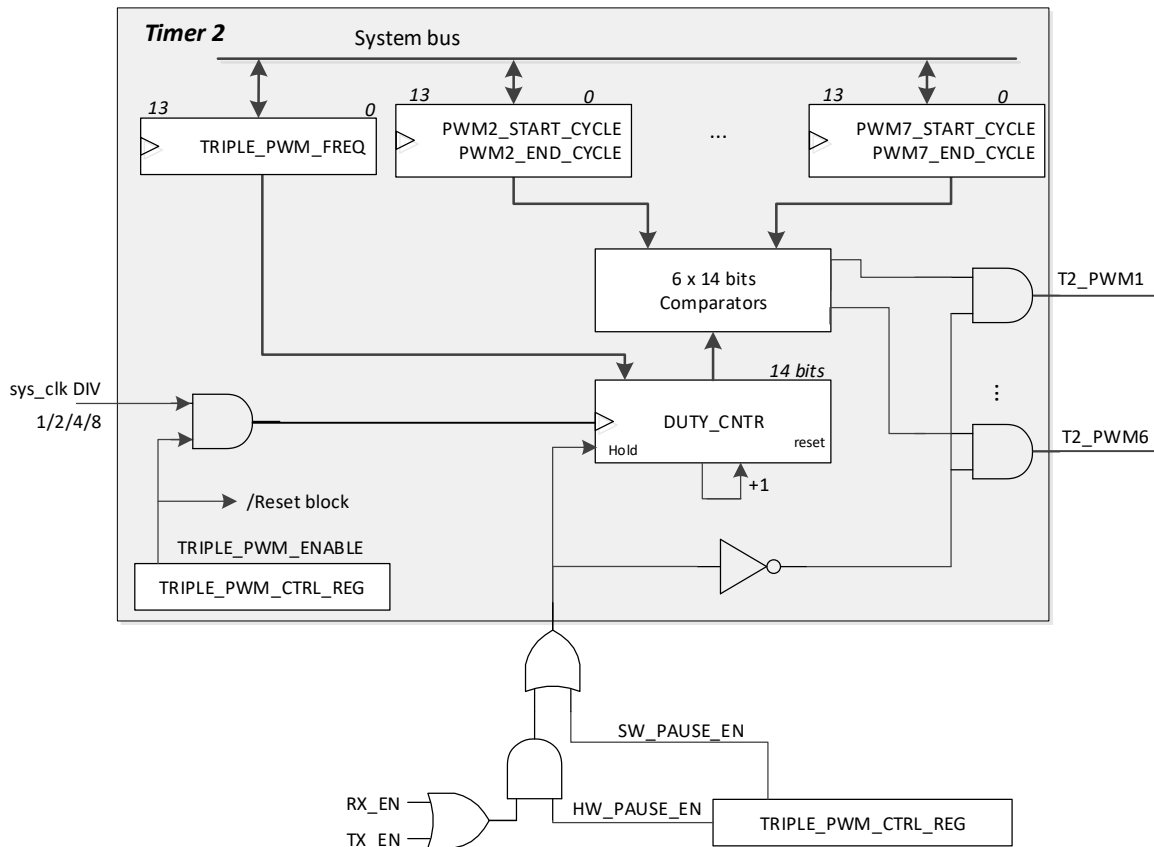 Timer 2
System bus
13
0
TRIPLE_PWM_FREQ
13
0
PWM2_START_CYCLE
PWM2_END_CYCLE
...
13
0
PWM7_START_CYCLE
PWM7_END_CYCLE
6 x 14 bits
Comparators
T2_PWM1
sys_clk DIV
1/2/4/8
14 bits
DUTY_CNTR
Hold
reset
+1
...
T2_PWM6
/Reset block
TRIPLE_PWM_ENABLE
TRIPLE_PWM_CTRL_REG
SW_PAUSE_EN
RX_EN
TX_EN
HW_PAUSE_EN
TRIPLE_PWM_CTRL_REG